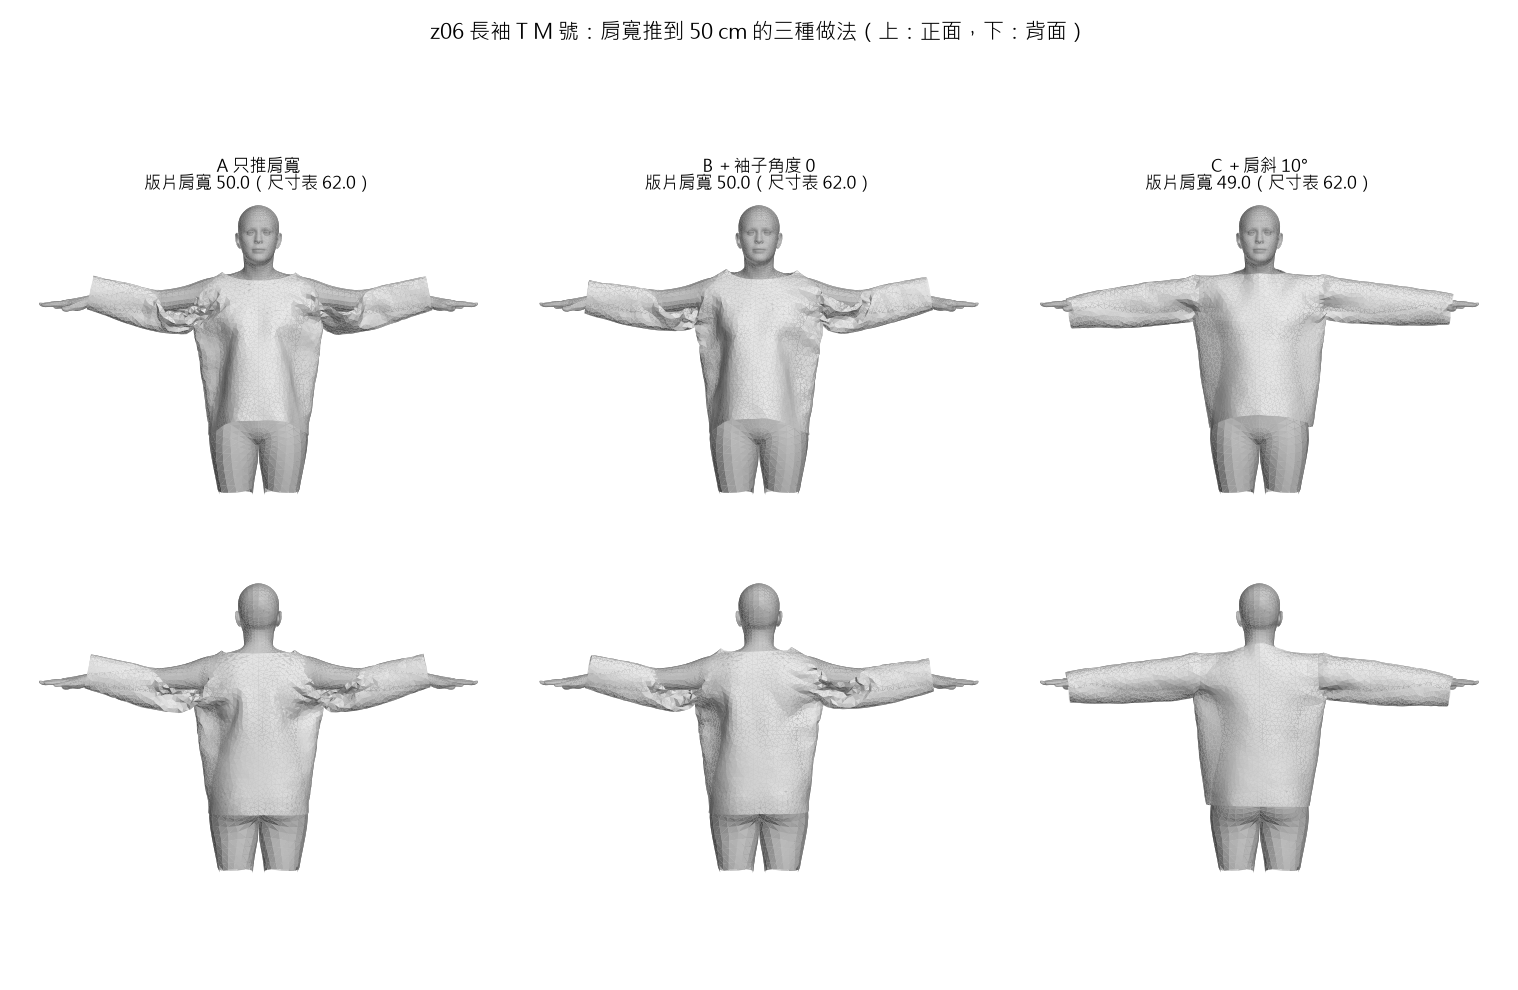 z06 長袖 T M 號：肩寬推到 50 cm 的三種做法（上：正面，下：背面）
A 只推肩寬
版片肩寬 50.0（尺寸表 62.0）
B ＋袖子角度 0
版片肩寬 50.0（尺寸表 62.0）
C ＋肩斜 10°
版片肩寬 49.0（尺寸表 62.0）